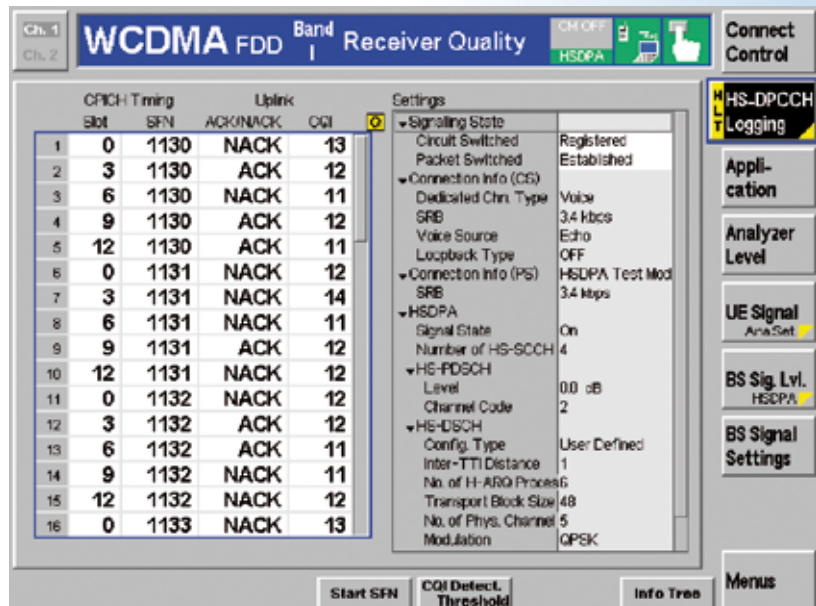 Ch. 1
Ch. 2
WCDMA FDD Band I Receiver Quality
CM OFF
HSDPA
Connect Control
CPICH Timing Uplink
Slot SFN ACK/NACK CQI
1 0 1130 NACK 13
2 3 1130 ACK 12
3 6 1130 NACK 11
4 9 1130 ACK 12
5 12 1130 ACK 11
6 0 1131 NACK 12
7 3 1131 NACK 14
8 6 1131 NACK 11
9 9 1131 ACK 12
10 12 1131 NACK 12
11 0 1132 NACK 12
12 3 1132 ACK 12
13 6 1132 ACK 11
14 9 1132 NACK 11
15 12 1132 NACK 12
16 0 1133 NACK 13
Settings
Signalling State
Circuit Switched Registered
Packet Switched Established
Connection Info (CS)
Dedicated Chn. Type Voice
SRB 3.4 kbps
Voice Source Echo
Loopback Type OFF
Connection Info (PS) HSDPA Test Mod
SRB 3.4 kbps
HSDPA
Signal State On
Number of HS-SCCH 4
HS-PDSCH
Level 0.0 dB
Channel Code 2
HS-DSCH
Config. Type User Defined
Inter-TTI Distance 1
No. of H-ARQ Proces 6
Transport Block Size 48
No. of Phys. Channel 5
Modulation QPSK
HLT
HS-DPCCH Logging
Appli-
cation
Analyzer Level
UE Signal
Ana.Set.
BS Sig. Lvl.
HSDPA
BS Signal Settings
Menus
Start SFN
CQI Detect. Threshold
Info Tree